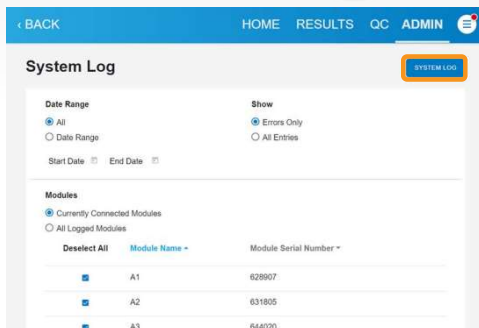 ‹ BACK HOME RESULTS QC ADMIN
System Log SYSTEM LOG
Date Range Show
All Errors Only
Date Range All Entries
Start Date End Date
Modules
Currently Connected Modules
All Logged Modules
Deselect All Module Name Module Serial Number
A1 628907
A2 631805
A3 644020